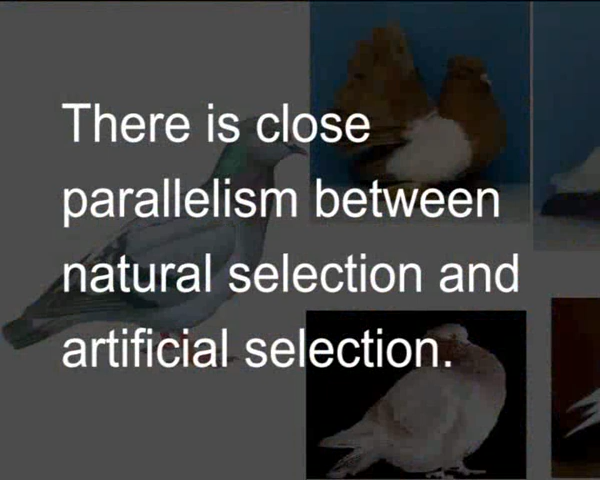 There is close
parallelism between
natural selection and
artificial selection.